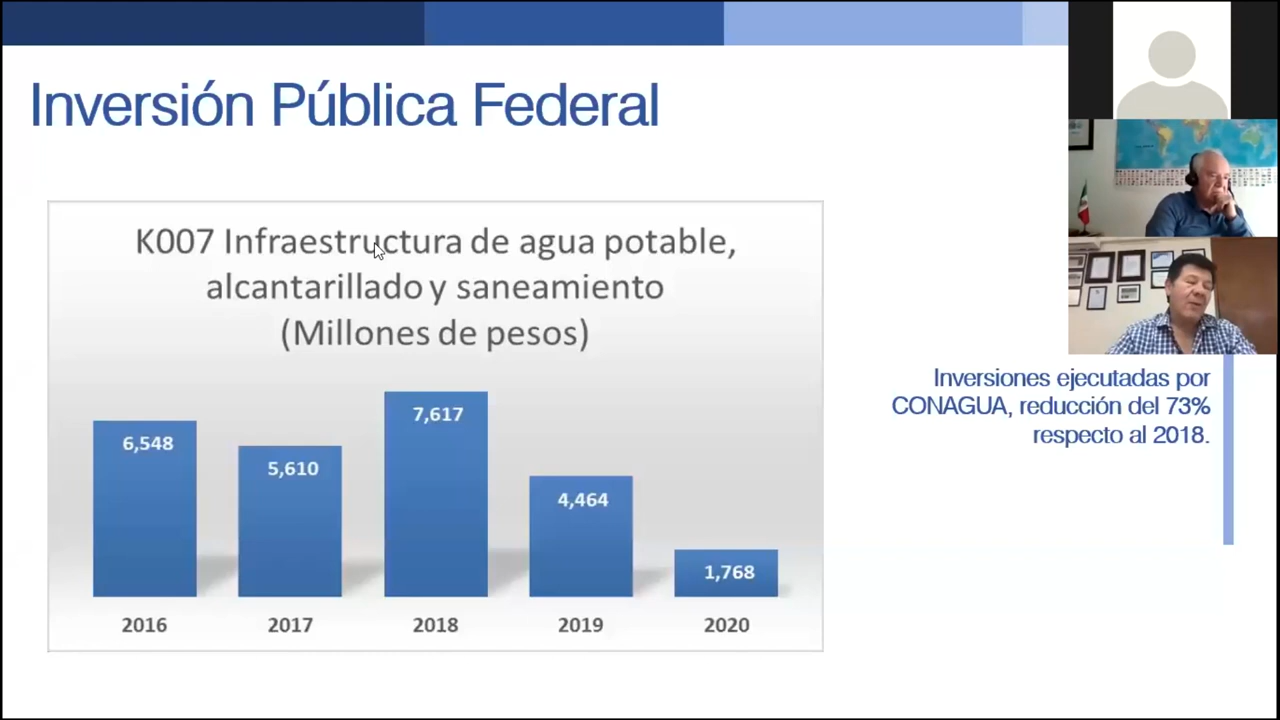 Inversión Pública Federal
K007 Infraestructura de agua potable,
alcantarillado y saneamiento
(Millones de pesos)
6,548
5,610
7,617
4,464
1,768
2016
2017
2018
2019
2020
Inversiones ejecutadas por
CONAGUA, reducción del 73%
respecto al 2018.